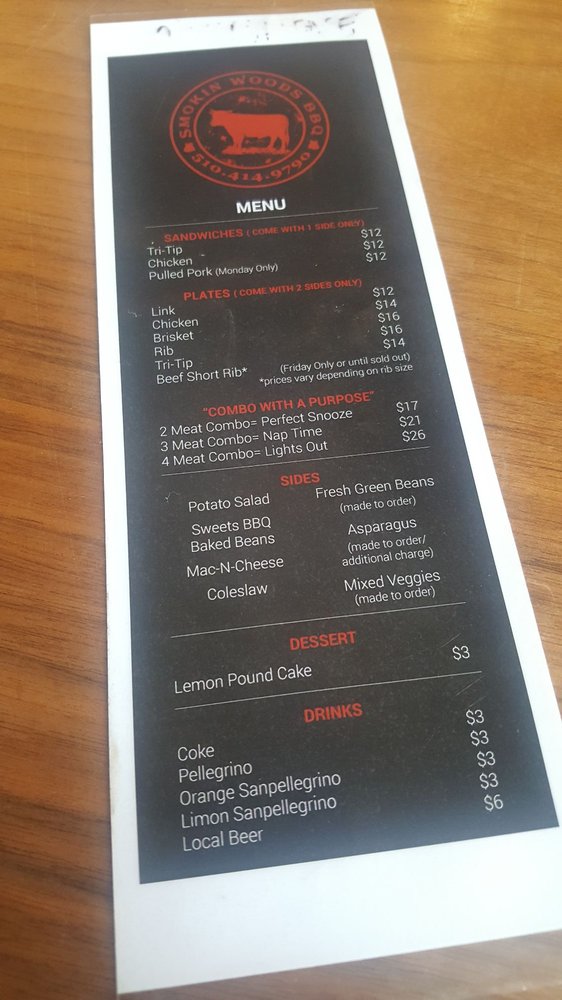 SMOKIN WOODS BBQ
510-414-9790
MENU
SANDWICHES ( COME WITH 1 SIDE ONLY)
Tri-Tip $12
Chicken $12
Pulled Pork (Monday Only) $12
PLATES ( COME WITH 2 SIDES ONLY)
Link $12
Chicken $14
Brisket $16
Rib $16
Tri-Tip $14
Beef Short Rib* (Friday Only or until sold out)
*prices vary depending on rib size
"COMBO WITH A PURPOSE"
2 Meat Combo= Perfect Snooze $17
3 Meat Combo= Nap Time $21
4 Meat Combo= Lights Out $26
SIDES
Potato Salad
Sweets BBQ
Baked Beans
Mac-N-Cheese
Coleslaw
Fresh Green Beans
(made to order)
Asparagus
(made to order/
additional charge)
Mixed Veggies
(made to order)
DESSERT
Lemon Pound Cake $3
DRINKS
Coke $3
Pellegrino $3
Orange Sanpellegrino $3
Limon Sanpellegrino $3
Local Beer $6